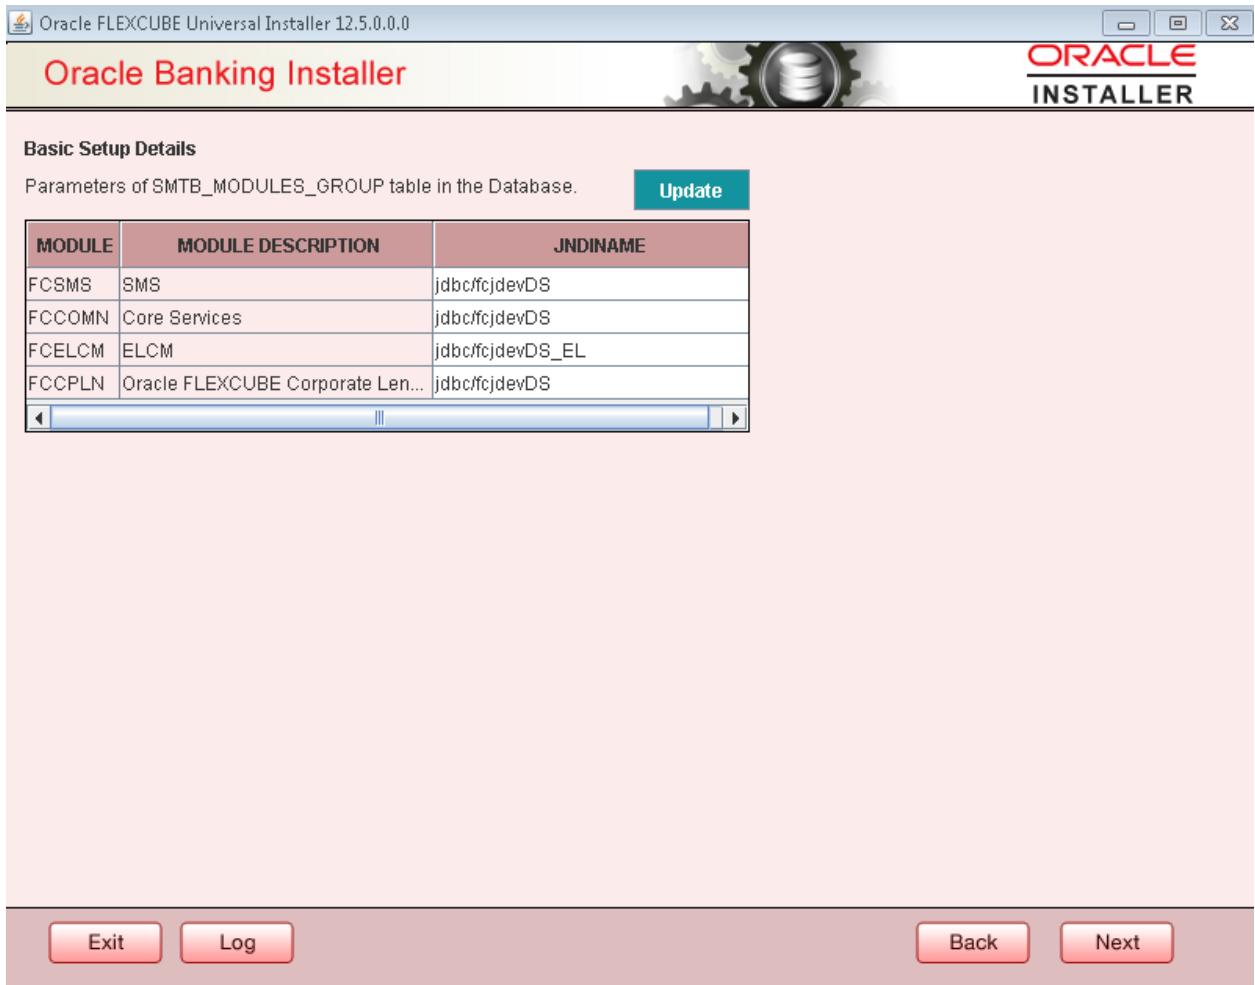 Oracle FLEXCUBE Universal Installer 12.5.0.0.0
Oracle Banking Installer
ORACLE
INSTALLER
Basic Setup Details
Parameters of SMTB_MODULES_GROUP table in the Database.
Update
MODULE MODULE DESCRIPTION JNDINAME
FCSMS SMS jdbc/fcjdevDS
FCCOMN Core Services jdbc/fcjdevDS
FCELCM ELCM jdbc/fcjdevDS_EL
FCCPLN Oracle FLEXCUBE Corporate Len... jdbc/fcjdevDS
Exit Log Back Next